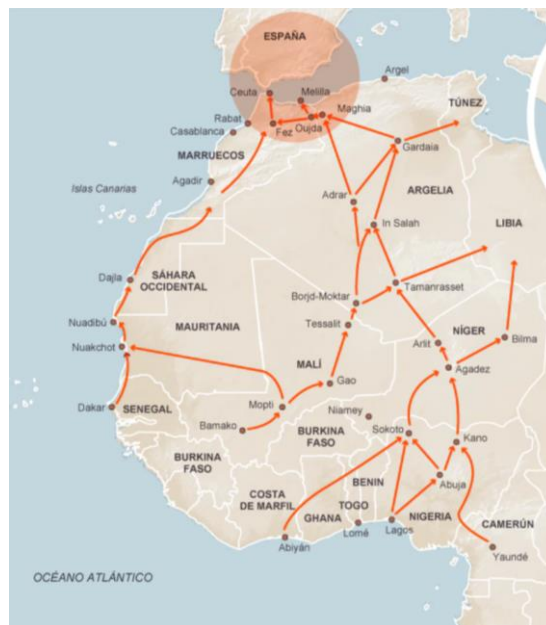 ESPAÑA
Ceuta
Melilla
Argel
Maghia
TÚNEZ
Rabat
Casablanca
Fez
Oujda
Gardaia
MARRUECOS
Islas Canarias
Agadir
Adrar
ARGELIA
In Salah
LIBIA
Dajla
SÁHARA
OCCIDENTAL
Tamanrasset
Borjd-Moktar
Nuadibú
MAURITANIA
Tessalit
NÍGER
Arlit
Bilma
Nuakchot
MALÍ
Agadez
Gao
Dakar
SENEGAL
Mopti
Niamey
Bamako
BURKINA
FASO
Sokoto
Kano
BURKINA
FASO
BENIN
Abuja
COSTA
DE MARFIL
GHANA
TOGO
NIGERIA
CAMERÚN
Abiyán
Lomé
Lagos
Yaundé
OCÉANO ATLÁNTICO